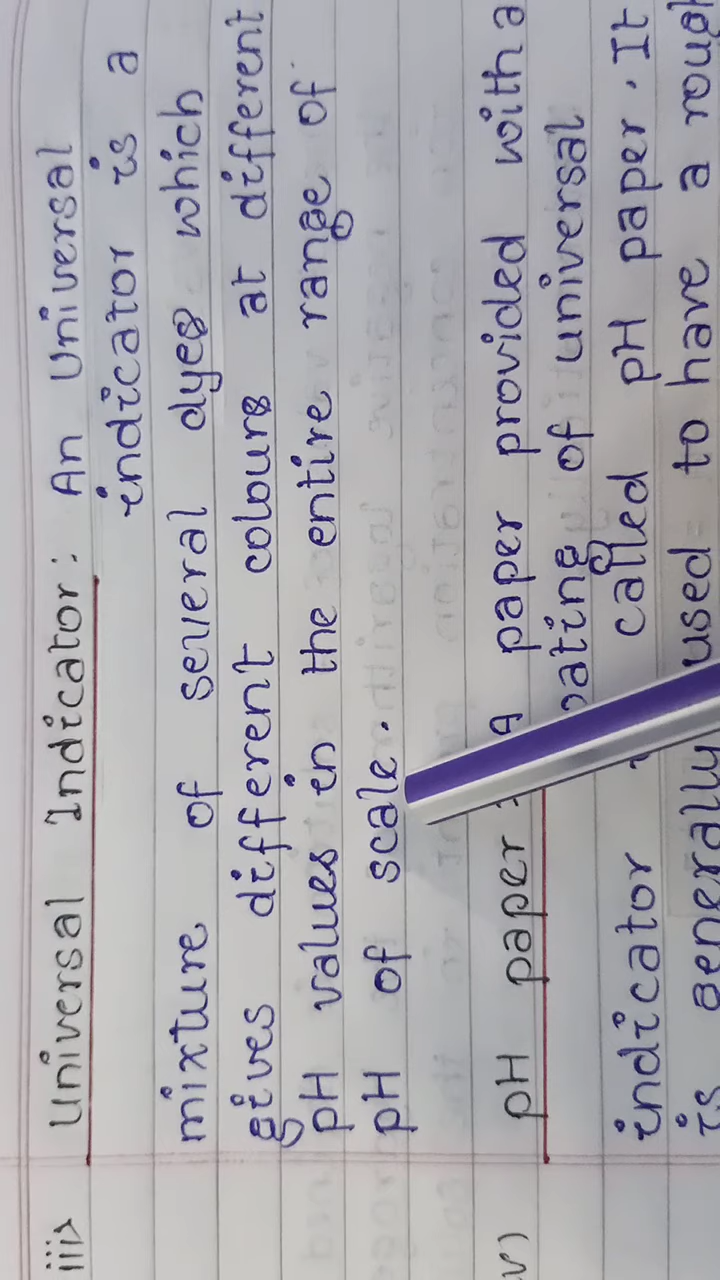 iii> Universal Indicator: An Universal
indicator is a
mixture of several dyes which
gives different colours at different
pH values in the entire range of
pH of scale.
pH paper: A paper provided with a
of universal
indicator called pH paper. It
is generally used to have a